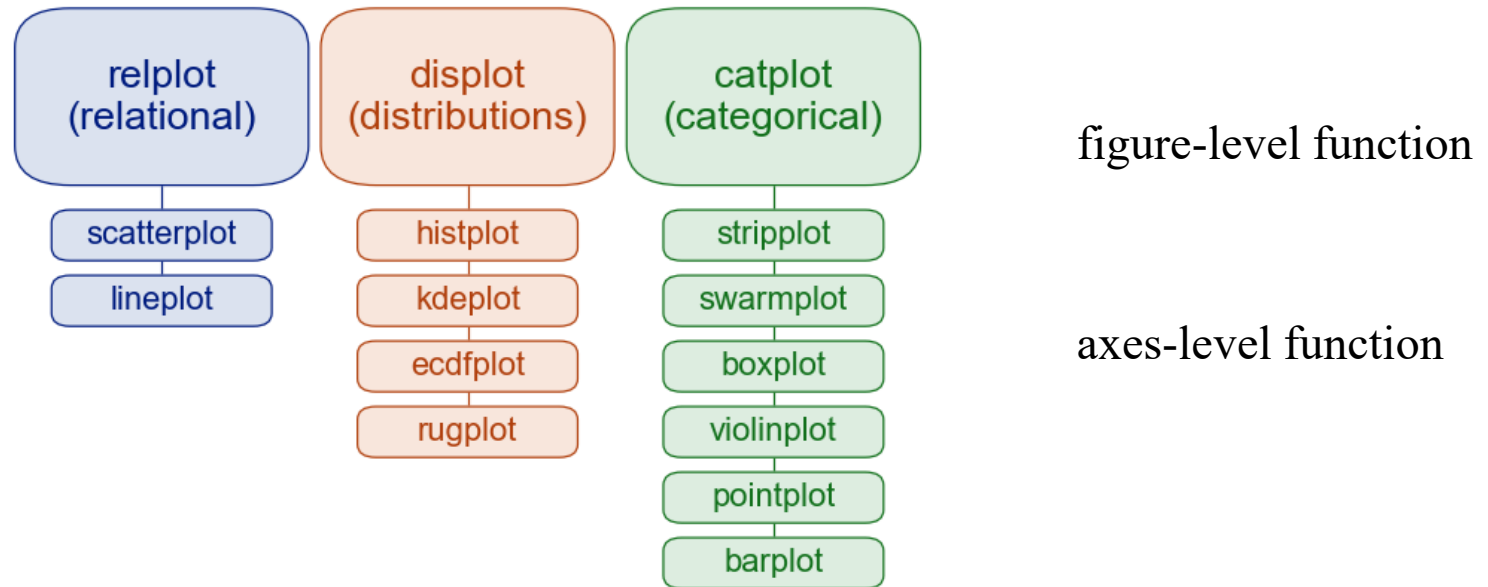 relplot
(relational)
scatterplot
lineplot
displot
(distributions)
histplot
kdeplot
ecdfplot
rugplot
catplot
(categorical)
stripplot
swarmplot
boxplot
violinplot
pointplot
barplot
figure-level function
axes-level function